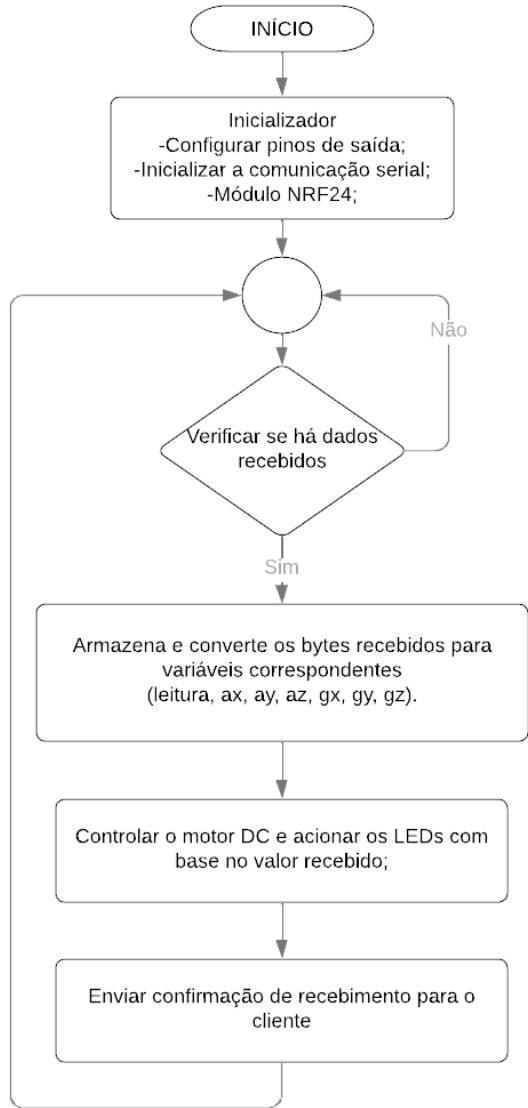 INÍCIO
Inicializador
-Configurar pinos de saída;
-Inicializar a comunicação serial;
-Módulo NRF24;
Não
Verificar se há dados
recebidos
Sim
Armazena e converte os bytes recebidos para
variáveis correspondentes
(leitura, ax, ay, az, gx, gy, gz).
Controlar o motor DC e acionar os LEDs com
base no valor recebido;
Enviar confirmação de recebimento para o
cliente